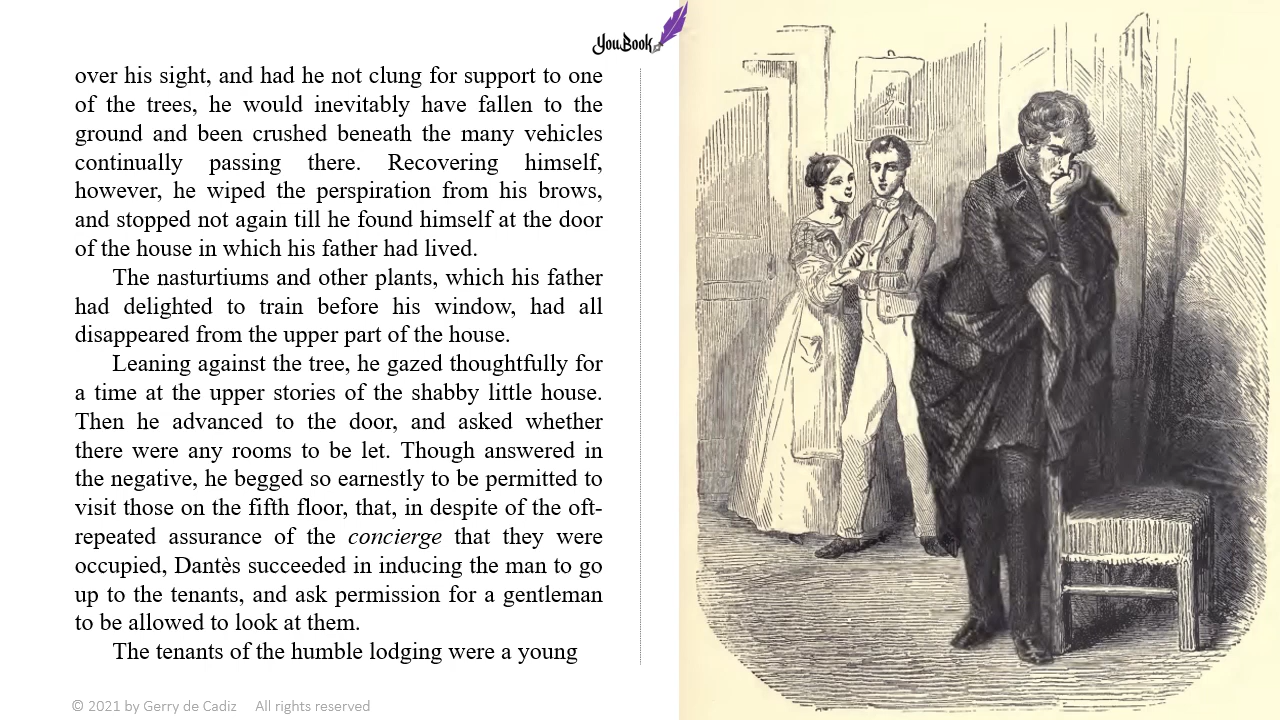 YouBook
over his sight, and had he not clung for support to one
of the trees, he would inevitably have fallen to the
ground and been crushed beneath the many vehicles
continually passing there. Recovering himself,
however, he wiped the perspiration from his brows,
and stopped not again till he found himself at the door
of the house in which his father had lived.
The nasturtiums and other plants, which his father
had delighted to train before his window, had all
disappeared from the upper part of the house.
Leaning against the tree, he gazed thoughtfully for
a time at the upper stories of the shabby little house.
Then he advanced to the door, and asked whether
there were any rooms to be let. Though answered in
the negative, he begged so earnestly to be permitted to
visit those on the fifth floor, that, in despite of the oft-
repeated assurance of the concierge that they were
occupied, Dantès succeeded in inducing the man to go
up to the tenants, and ask permission for a gentleman
to be allowed to look at them.
The tenants of the humble lodging were a young
© by Gerry de Cadiz All rights reserved